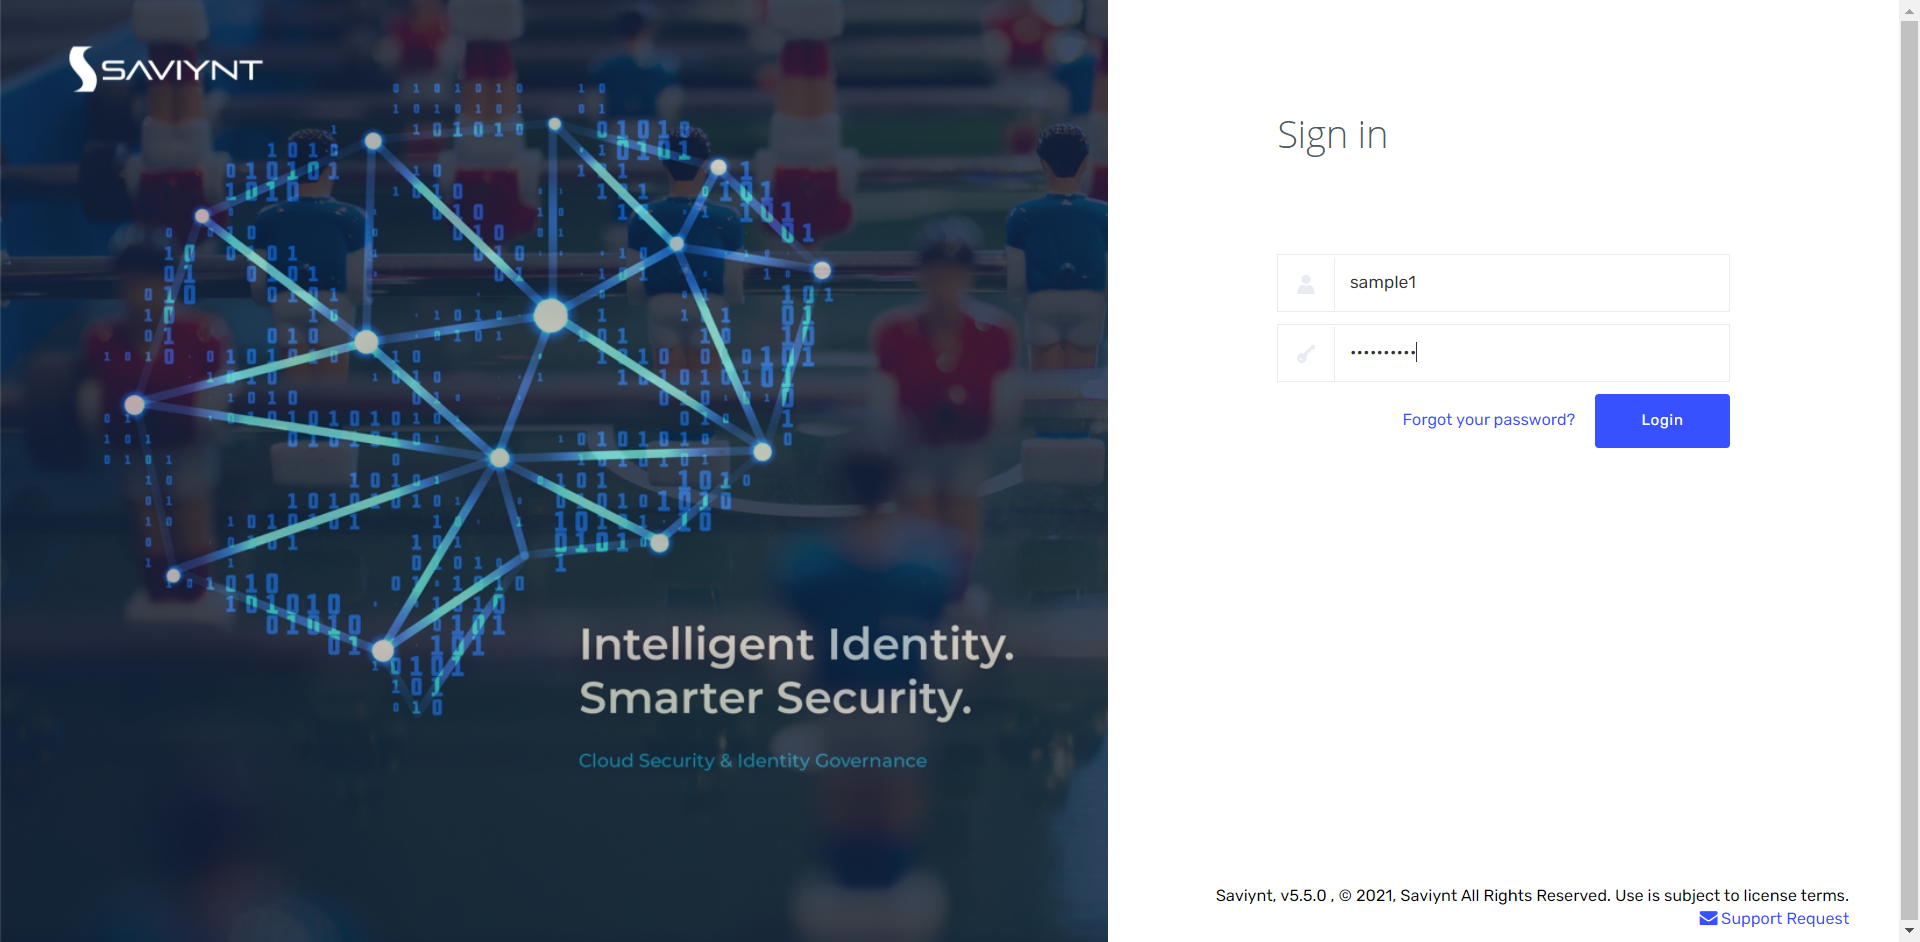 SAVIYNT
Intelligent Identity.
Smarter Security.
Cloud Security & Identity Governance
Sign in
sample1
••••••••••
Forgot your password?
Login
Saviynt, v5.5.0 , © 2021, Saviynt All Rights Reserved. Use is subject to license terms.
Support Request